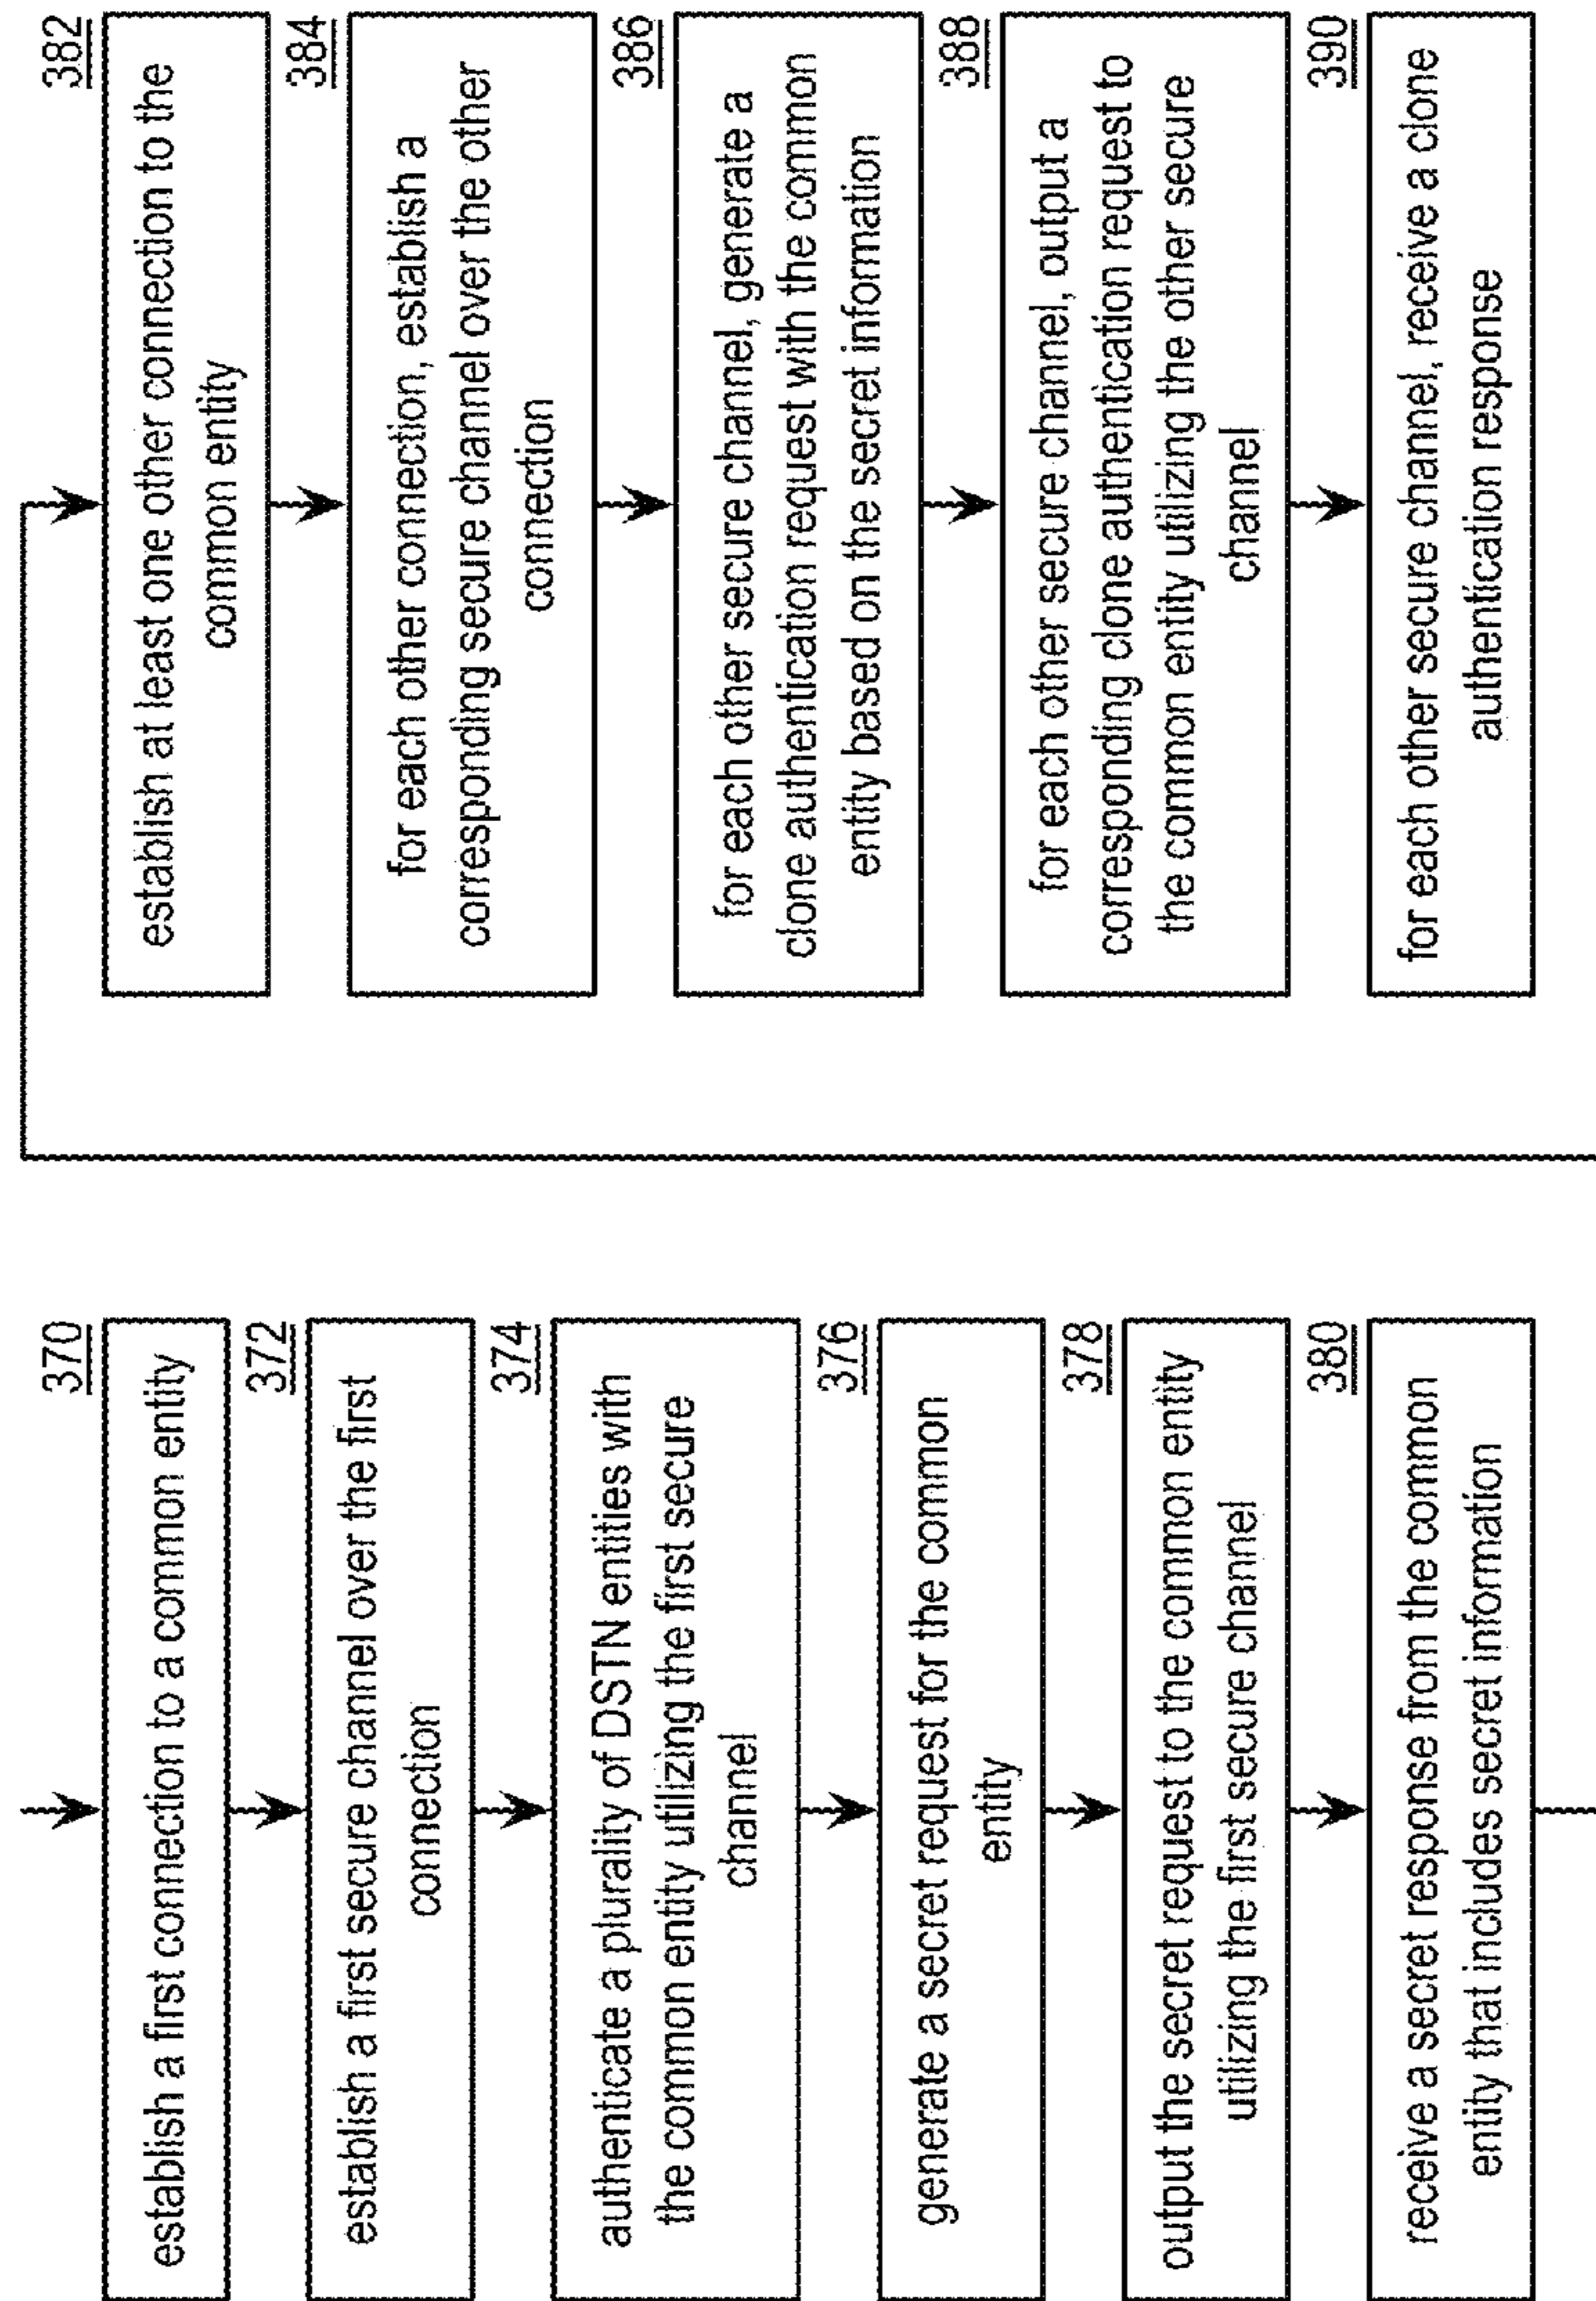 370
establish a first connection to a common entity
372
establish a first secure channel over the first
connection
374
authenticate a plurality of DSTN entities with
the common entity utilizing the first secure
channel
376
generate a secret request for the common
entity
378
output the secret request to the common entity
utilizing the first secure channel
380
receive a secret response from the common
entity that includes secret information
382
establish at least one other connection to the
common entity
384
for each other connection, establish a
corresponding secure channel over the other
connection
386
for each other secure channel, generate a
clone authentication request with the common
entity based on the secret information
388
for each other secure channel, output a
corresponding clone authentication request to
the common entity utilizing the other secure
channel
390
for each other secure channel, receive a clone
authentication response